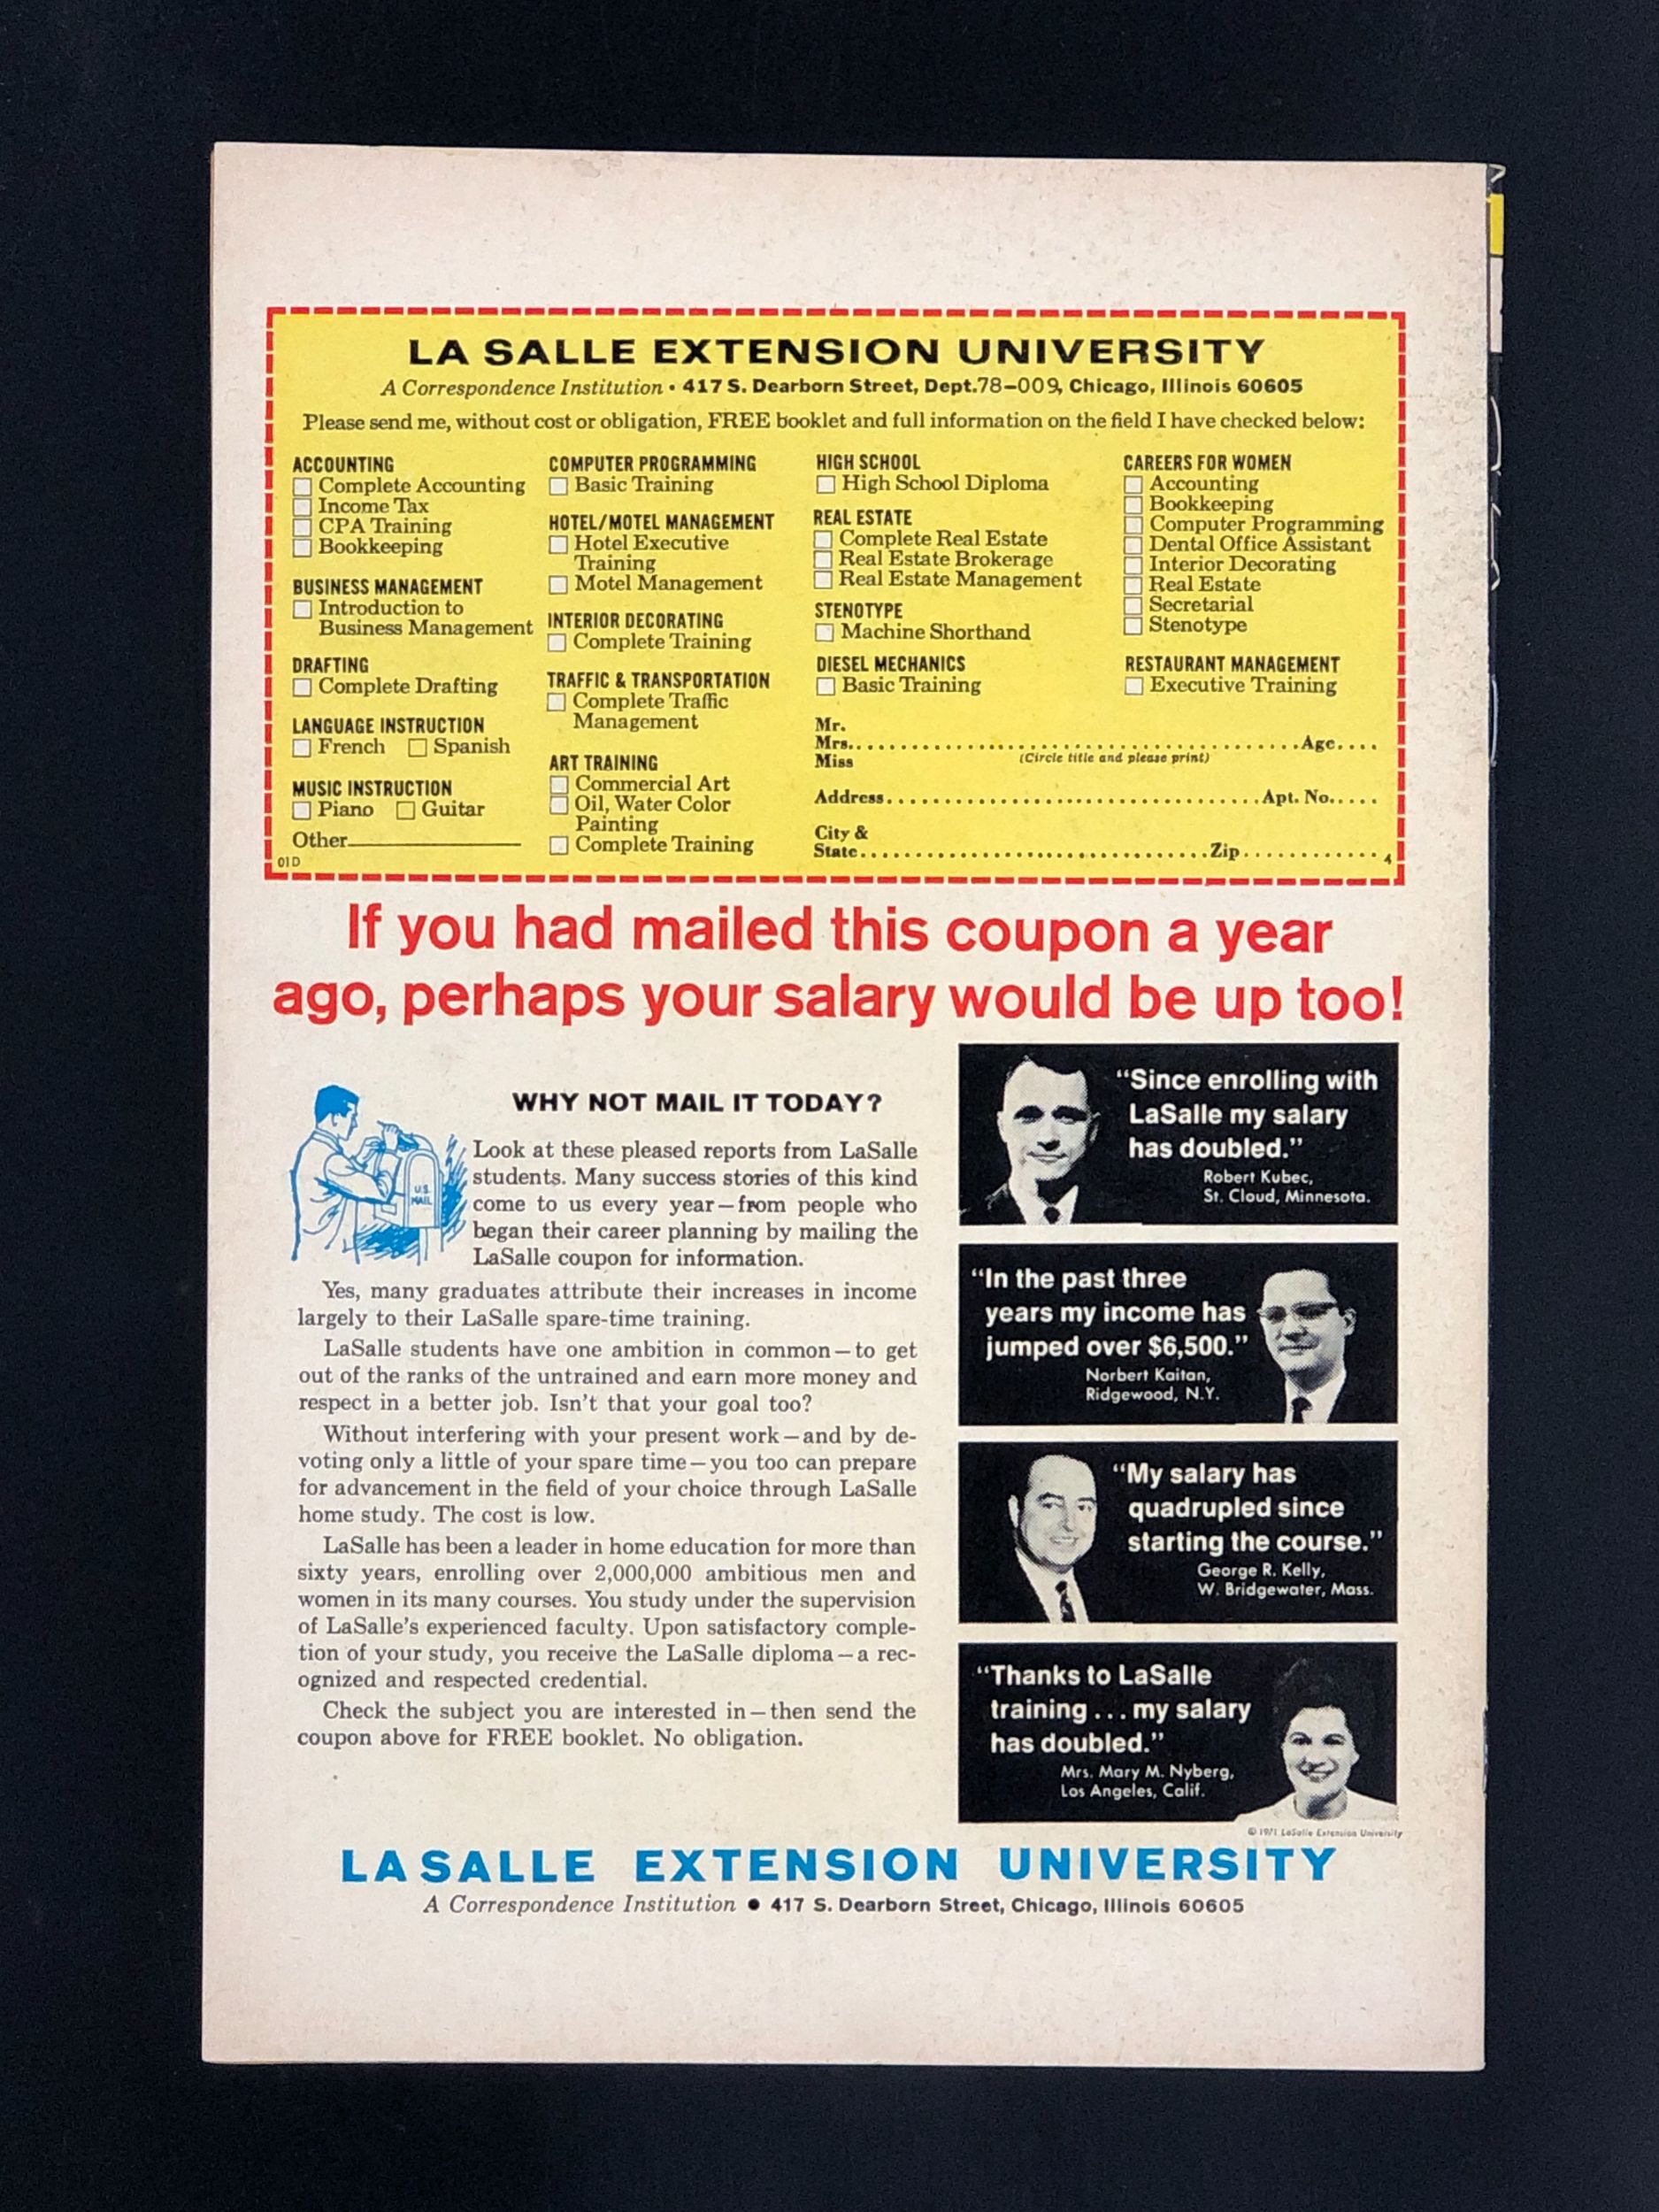 LA SALLE EXTENSION UNIVERSITY
A Correspondence Institution • 417 S. Dearborn Street, Dept. 78-009, Chicago, Illinois 60605
Please send me, without cost or obligation, FREE booklet and full information on the field I have checked below:
ACCOUNTING
Complete Accounting
Income Tax
CPA Training
Bookkeeping
BUSINESS MANAGEMENT
Introduction to
Business Management
DRAFTING
Complete Drafting
LANGUAGE INSTRUCTION
French Spanish
MUSIC INSTRUCTION
Piano Guitar
Other
01D
COMPUTER PROGRAMMING
Basic Training
HOTEL/MOTEL MANAGEMENT
Hotel Executive
Training
Motel Management
INTERIOR DECORATING
Complete Training
TRAFFIC & TRANSPORTATION
Complete Traffic
Management
ART TRAINING
Commercial Art
Oil, Water Color
Painting
Complete Training
HIGH SCHOOL
High School Diploma
REAL ESTATE
Complete Real Estate
Real Estate Brokerage
Real Estate Management
STENOTYPE
Machine Shorthand
DIESEL MECHANICS
Basic Training
CAREERS FOR WOMEN
Accounting
Bookkeeping
Computer Programming
Dental Office Assistant
Interior Decorating
Real Estate
Secretarial
Stenotype
RESTAURANT MANAGEMENT
Executive Training
Mr.
Mrs. Age
Miss (Circle title and please print)
Address Apt. No.
City &
State Zip 4
If you had mailed this coupon a year
ago, perhaps your salary would be up too!
WHY NOT MAIL IT TODAY?
U.S.
MAIL
Look at these pleased reports from LaSalle
students. Many success stories of this kind
come to us every year—from people who
began their career planning by mailing the
LaSalle coupon for information.
Yes, many graduates attribute their increases in income
largely to their LaSalle spare-time training.
LaSalle students have one ambition in common—to get
out of the ranks of the untrained and earn more money and
respect in a better job. Isn't that your goal too?
Without interfering with your present work—and by de-
voting only a little of your spare time—you too can prepare
for advancement in the field of your choice through LaSalle
home study. The cost is low.
LaSalle has been a leader in home education for more than
sixty years, enrolling over 2,000,000 ambitious men and
women in its many courses. You study under the supervision
of LaSalle's experienced faculty. Upon satisfactory comple-
tion of your study, you receive the LaSalle diploma—a rec-
ognized and respected credential.
Check the subject you are interested in—then send the
coupon above for FREE booklet. No obligation.
"Since enrolling with
LaSalle my salary
has doubled."
Robert Kubec,
St. Cloud, Minnesota.
"In the past three
years my income has
jumped over $6,500."
Norbert Kaitan,
Ridgewood, N.Y.
"My salary has
quadrupled since
starting the course."
George R. Kelly,
W. Bridgewater, Mass.
"Thanks to LaSalle
training... my salary
has doubled."
Mrs. Mary M. Nyberg,
Los Angeles, Calif.
© 1971 LaSalle Extension University
LASALLE EXTENSION UNIVERSITY
A Correspondence Institution • 417 S. Dearborn Street, Chicago, Illinois 60605